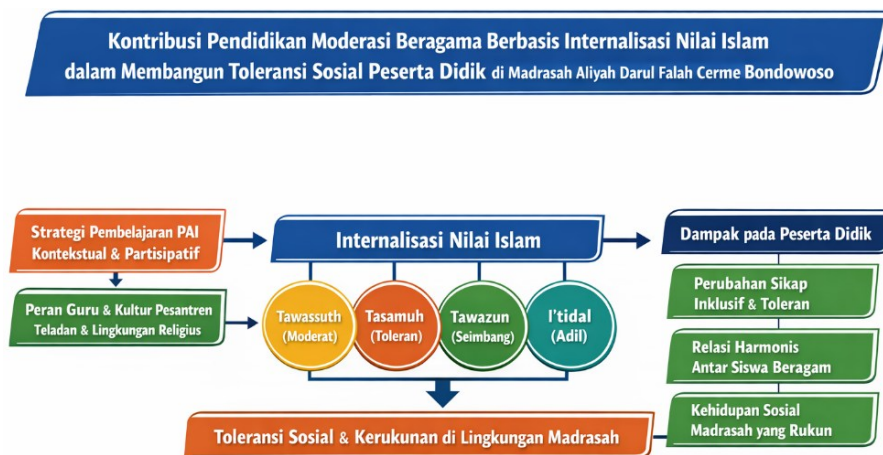 Kontribusi Pendidikan Moderasi Beragama Berbasis Internalisasi Nilai Islam
dalam Membangun Toleransi Sosial Peserta Didik di Madrasah Aliyah Darul Falah Cerme Bondowoso
Strategi Pembelajaran PAI
Kontekstual & Partisipatif
Peran Guru & Kultur Pesantren
Teladan & Lingkungan Religius
Internalisasi Nilai Islam
Tawassuth
(Moderat)
Tasamuh
(Toleran)
Tawazun
(Seimbang)
I'tidal
(Adil)
Toleransi Sosial & Kerukunan di Lingkungan Madrasah
Dampak pada Peserta Didik
Perubahan Sikap
Inklusif & Toleran
Relasi Harmonis
Antar Siswa Beragam
Kehidupan Sosial
Madrasah yang Rukun